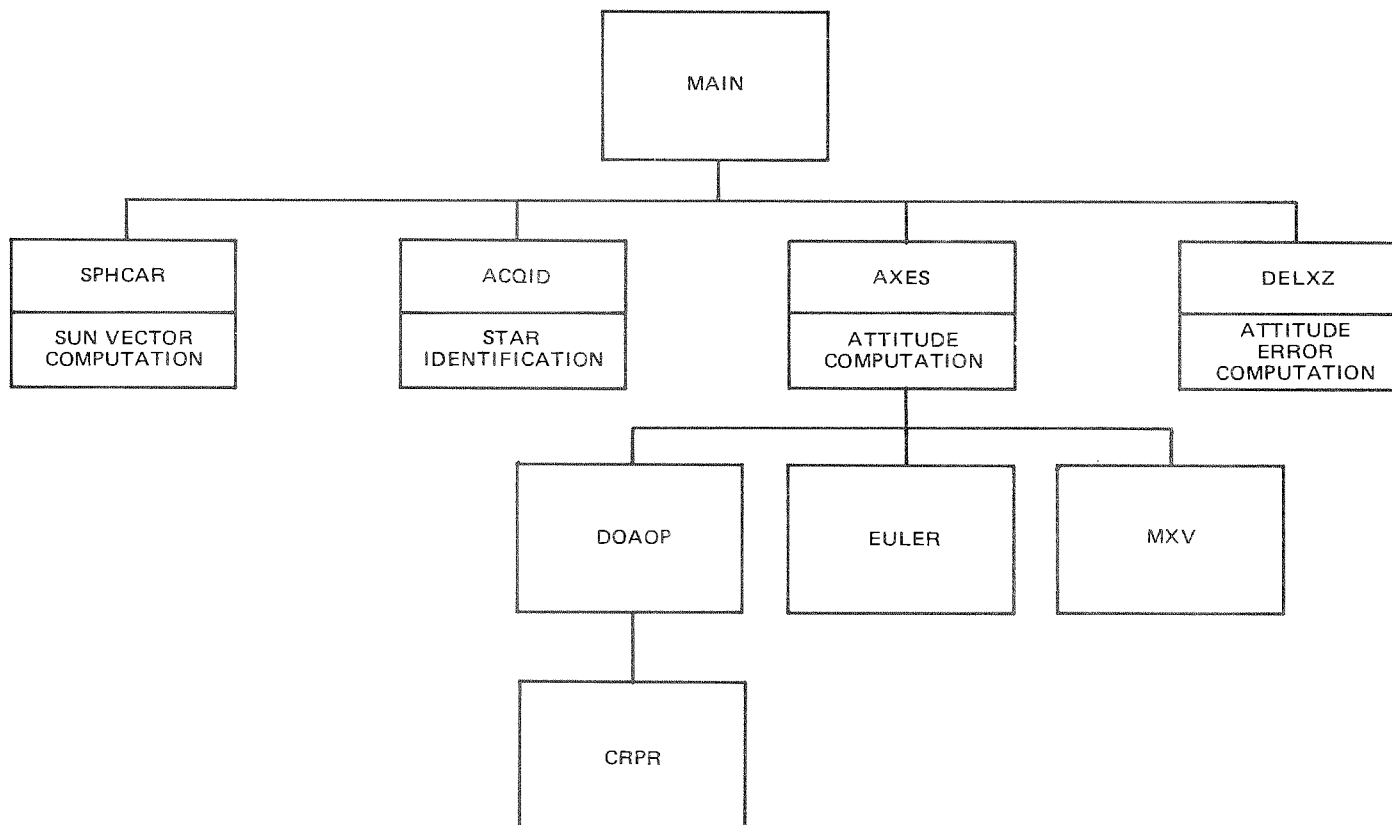 MAIN
SPHCAR
SUN VECTOR
COMPUTATION
ACQID
STAR
IDENTIFICATION
AXES
ATTITUDE
COMPUTATION
DELXZ
ATTITUDE
ERROR
COMPUTATION
DOAOP
EULER
MXV
CRPR